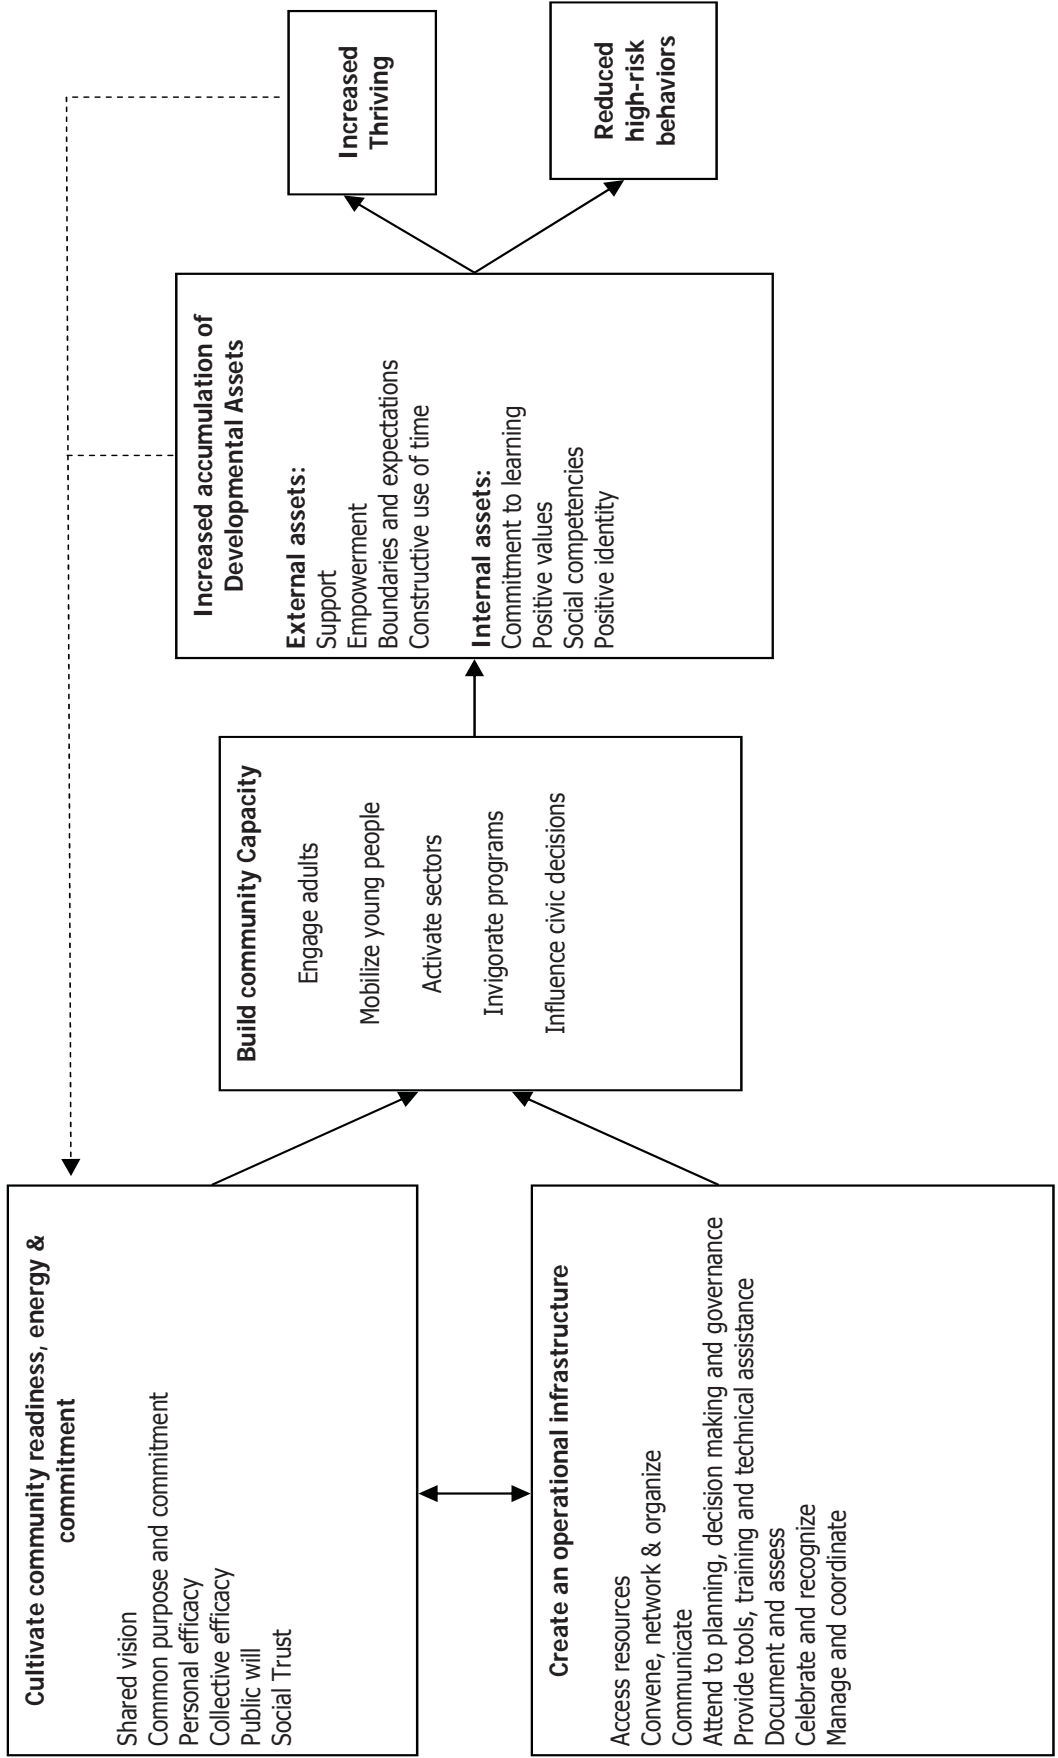 Cultivate community readiness, energy &
commitment
Shared vision
Common purpose and commitment
Personal efficacy
Collective efficacy
Public will
Social Trust
Create an operational infrastructure
Access resources
Convene, network & organize
Communicate
Attend to planning, decision making and governance
Provide tools, training and technical assistance
Document and assess
Celebrate and recognize
Manage and coordinate
Build community Capacity
Engage adults
Mobilize young people
Activate sectors
Invigorate programs
Influence civic decisions
Increased accumulation of
Developmental Assets
External assets:
Support
Empowerment
Boundaries and expectations
Constructive use of time
Internal assets:
Commitment to learning
Positive values
Social competencies
Positive identity
Increased
Thriving
Reduced
high-risk
behaviors